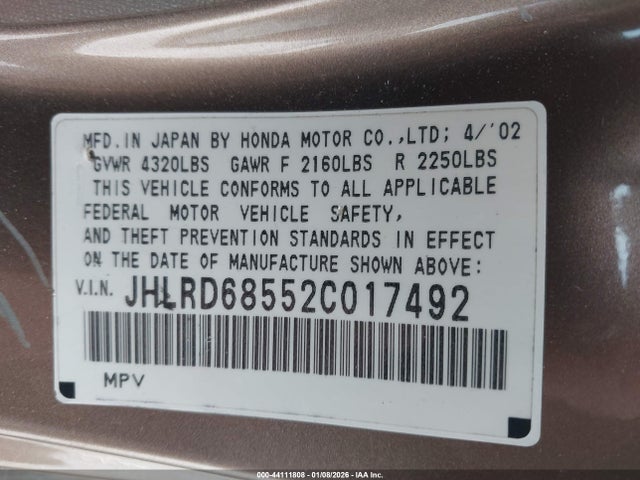 MFD. IN JAPAN BY HONDA MOTOR CO., LTD; 4/'02
GVWR 4320LBS GAWR F 2160LBS R 2250LBS
THIS VEHICLE CONFORMS TO ALL APPLICABLE
FEDERAL MOTOR VEHICLE SAFETY,
AND THEFT PREVENTION STANDARDS IN EFFECT
ON THE DATE OF MANUFACTURE SHOWN ABOVE:
V.I.N. JHLRD68552C017492
MPV
000-44111808 - 01/08/2026 - IAA Inc.